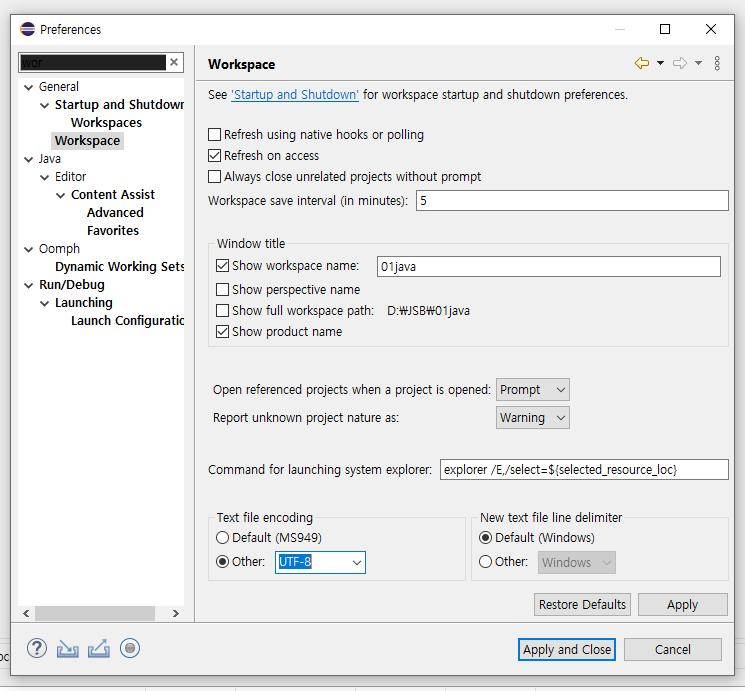 Preferences
wor
General
Startup and Shutdown
Workspaces
Workspace
Java
Editor
Content Assist
Advanced
Favorites
Oomph
Dynamic Working Sets
Run/Debug
Launching
Launch Configuratio
Workspace
See 'Startup and Shutdown' for workspace startup and shutdown preferences.
Refresh using native hooks or polling
Refresh on access
Always close unrelated projects without prompt
Workspace save interval (in minutes): 5
Window title
Show workspace name: 01java
Show perspective name
Show full workspace path: D:₩JSB₩01java
Show product name
Open referenced projects when a project is opened: Prompt
Report unknown project nature as: Warning
Command for launching system explorer: explorer /E,/select=${selected_resource_loc}
Text file encoding
Default (MS949)
Other: UTF-8
New text file line delimiter
Default (Windows)
Other: Windows
Restore Defaults
Apply
oc
Apply and Close
Cancel